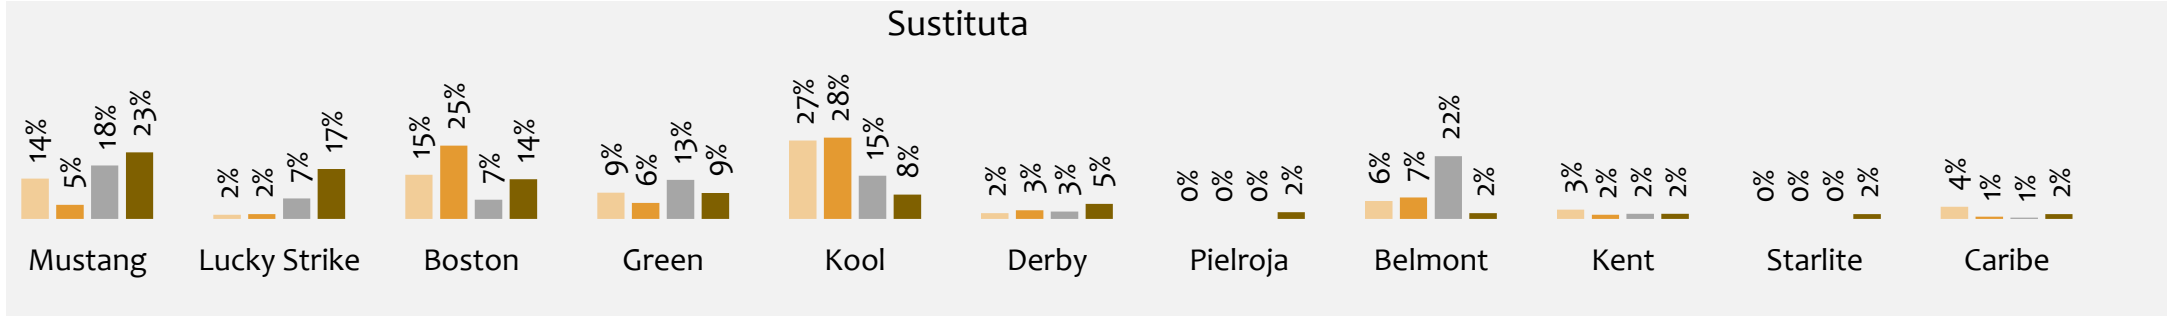 Sustituta
14% 5% 18% 23%
2% 2% 7% 17%
15% 25% 7% 14%
9% 6% 13% 9%
27% 28% 15% 8%
2% 3% 3% 5%
0% 0% 0% 2%
6% 7% 22% 2%
3% 2% 2% 2%
0% 0% 0% 2%
4% 1% 1% 2%
Mustang Lucky Strike Boston Green Kool Derby Pielroja Belmont Kent Starlite Caribe